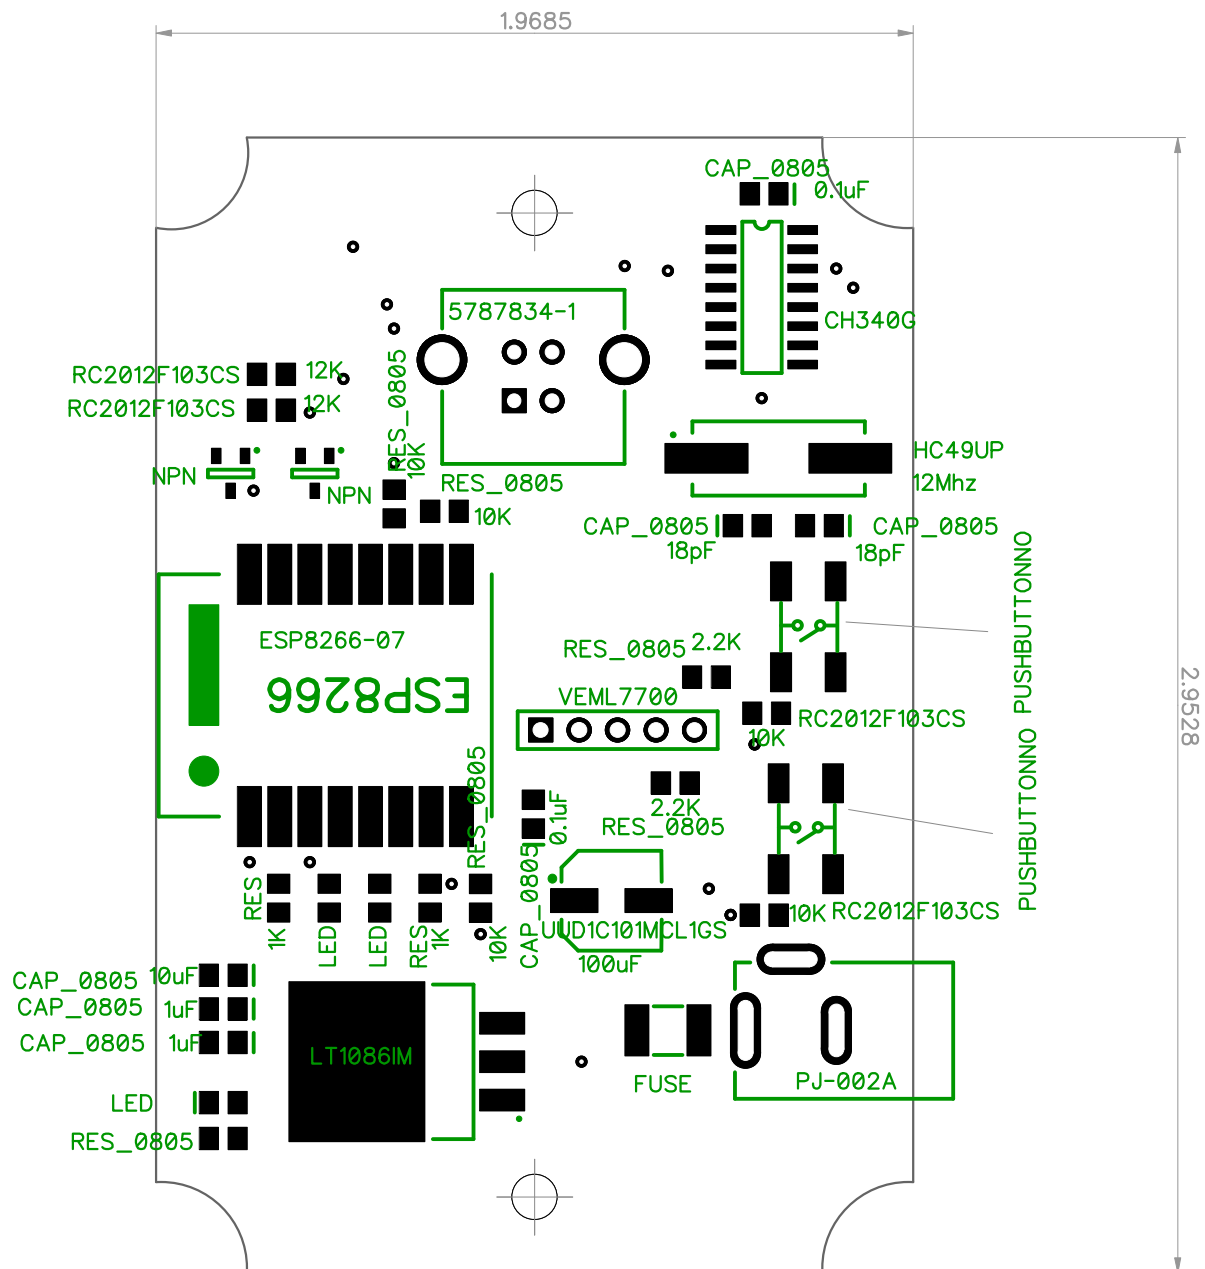 1.9685
CAP_0805
0.1uF
5787834-1
CH340G
RC2012F103CS
12K
RC2012F103CS
12K
RES_0805
10K
NPN
NPN
RES_0805
10K
HC49UP
12Mhz
CAP_0805
18pF
CAP_0805
18pF
PUSHBUTTONNO
ESP8266-07
ESP8266
RES_0805
2.2K
VEML7700
RC2012F103CS
10K
2.9528
PUSHBUTTONNO
RES_0805
0.1uF
CAP_0805
2.2K
RES_0805
RES
1K
LED
LED
RES
1K
10K
UUD1C101MCL1GS
100uF
10K
RC2012F103CS
CAP_0805
10uF
CAP_0805
1uF
CAP_0805
1uF
LT1086IM
FUSE
PJ-002A
LED
RES_0805